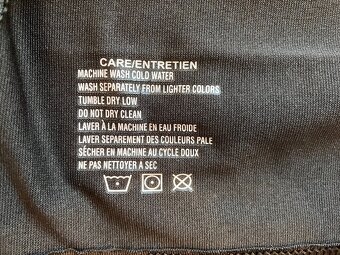 CARE/ENTRETIEN
MACHINE WASH COLD WATER
WASH SEPARATELY FROM LIGHTER COLORS
TUMBLE DRY LOW
DO NOT DRY CLEAN
LAVER À LA MACHINE EN EAU FROIDE
LAVER SEPAREMENT DES COULEURS PALE
SÉCHER EN MACHINE AU CYCLE DOUX
NE PAS NETTOYER A SEC